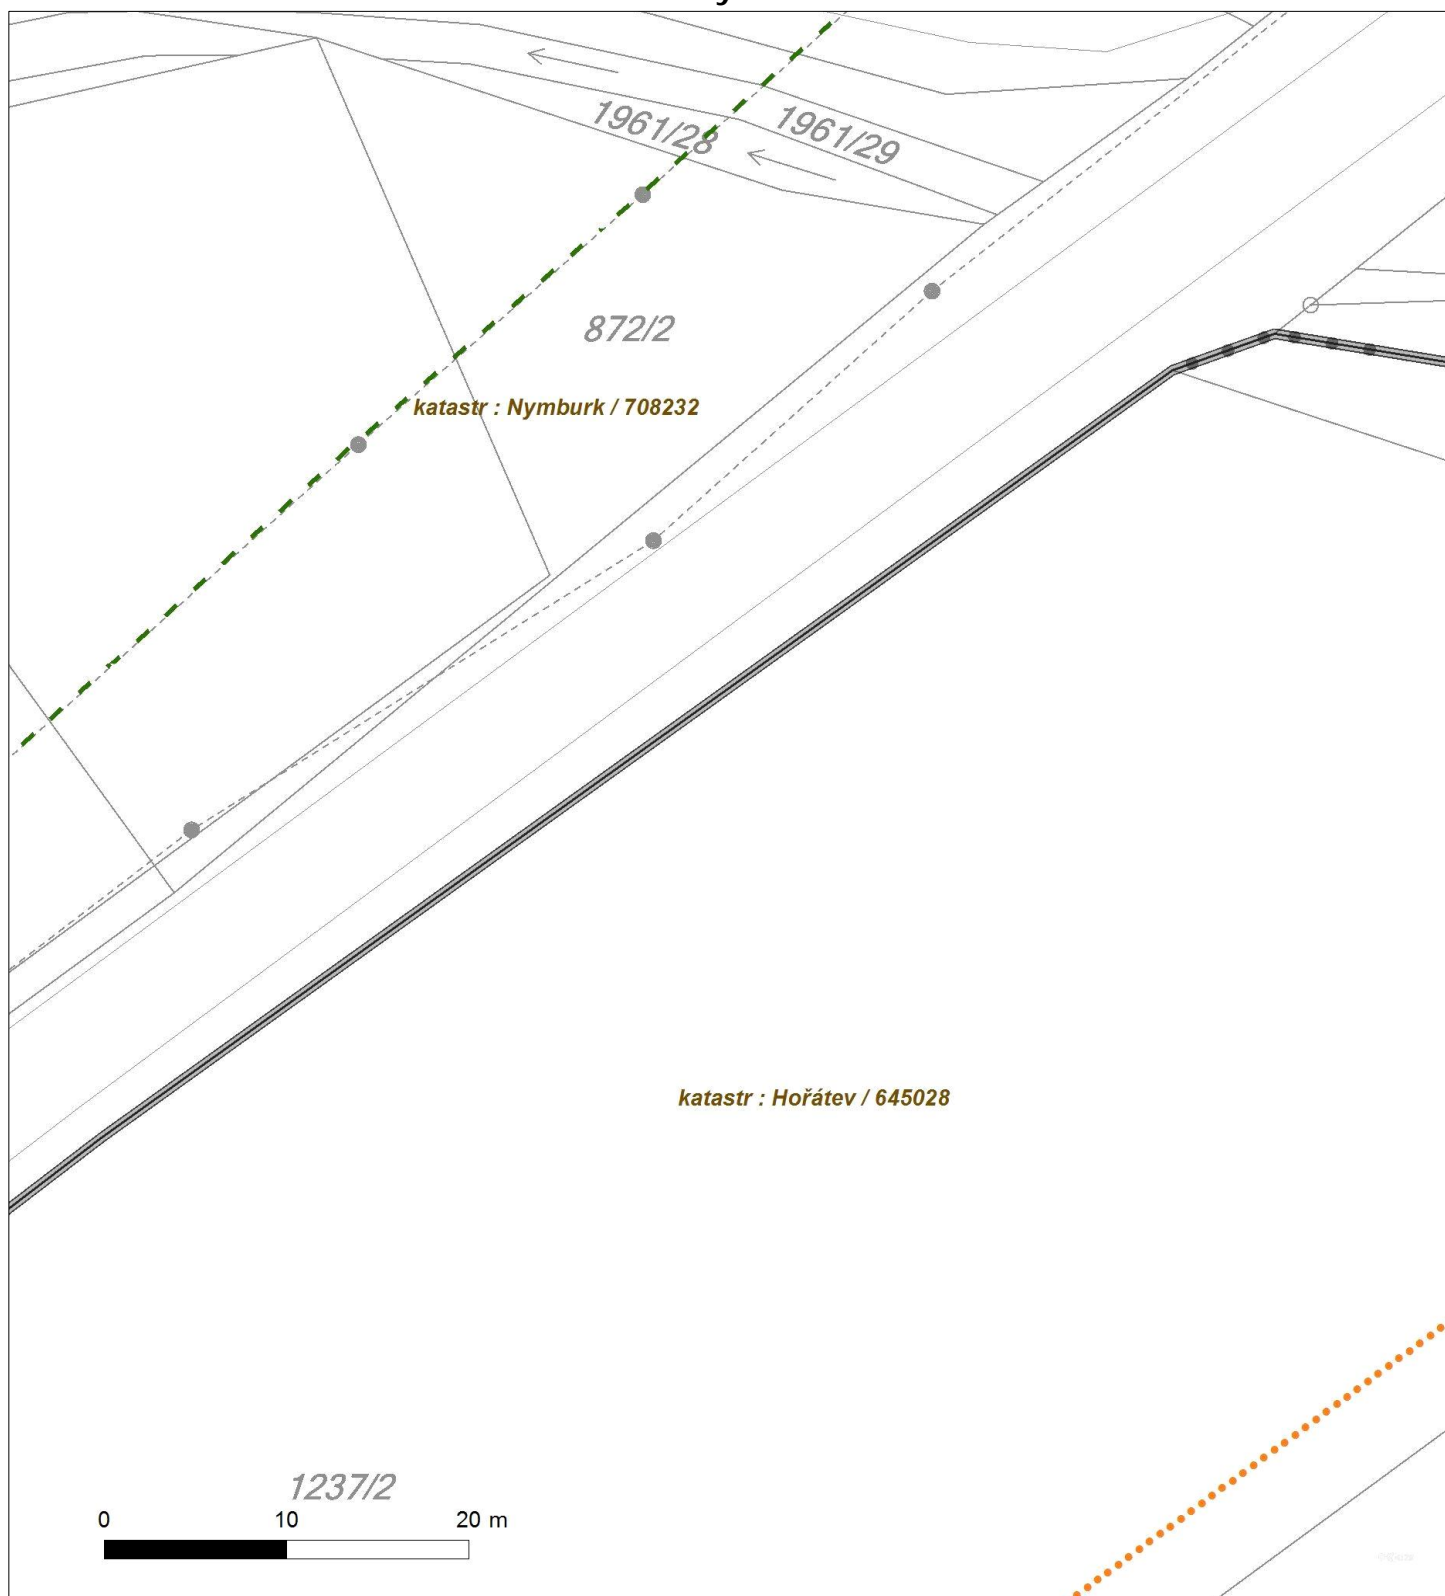 1961/28
1961/29
872/2
katastr : Nymburk / 708232
katastr : Hořátev / 645028
1237/2
0 10 20 m